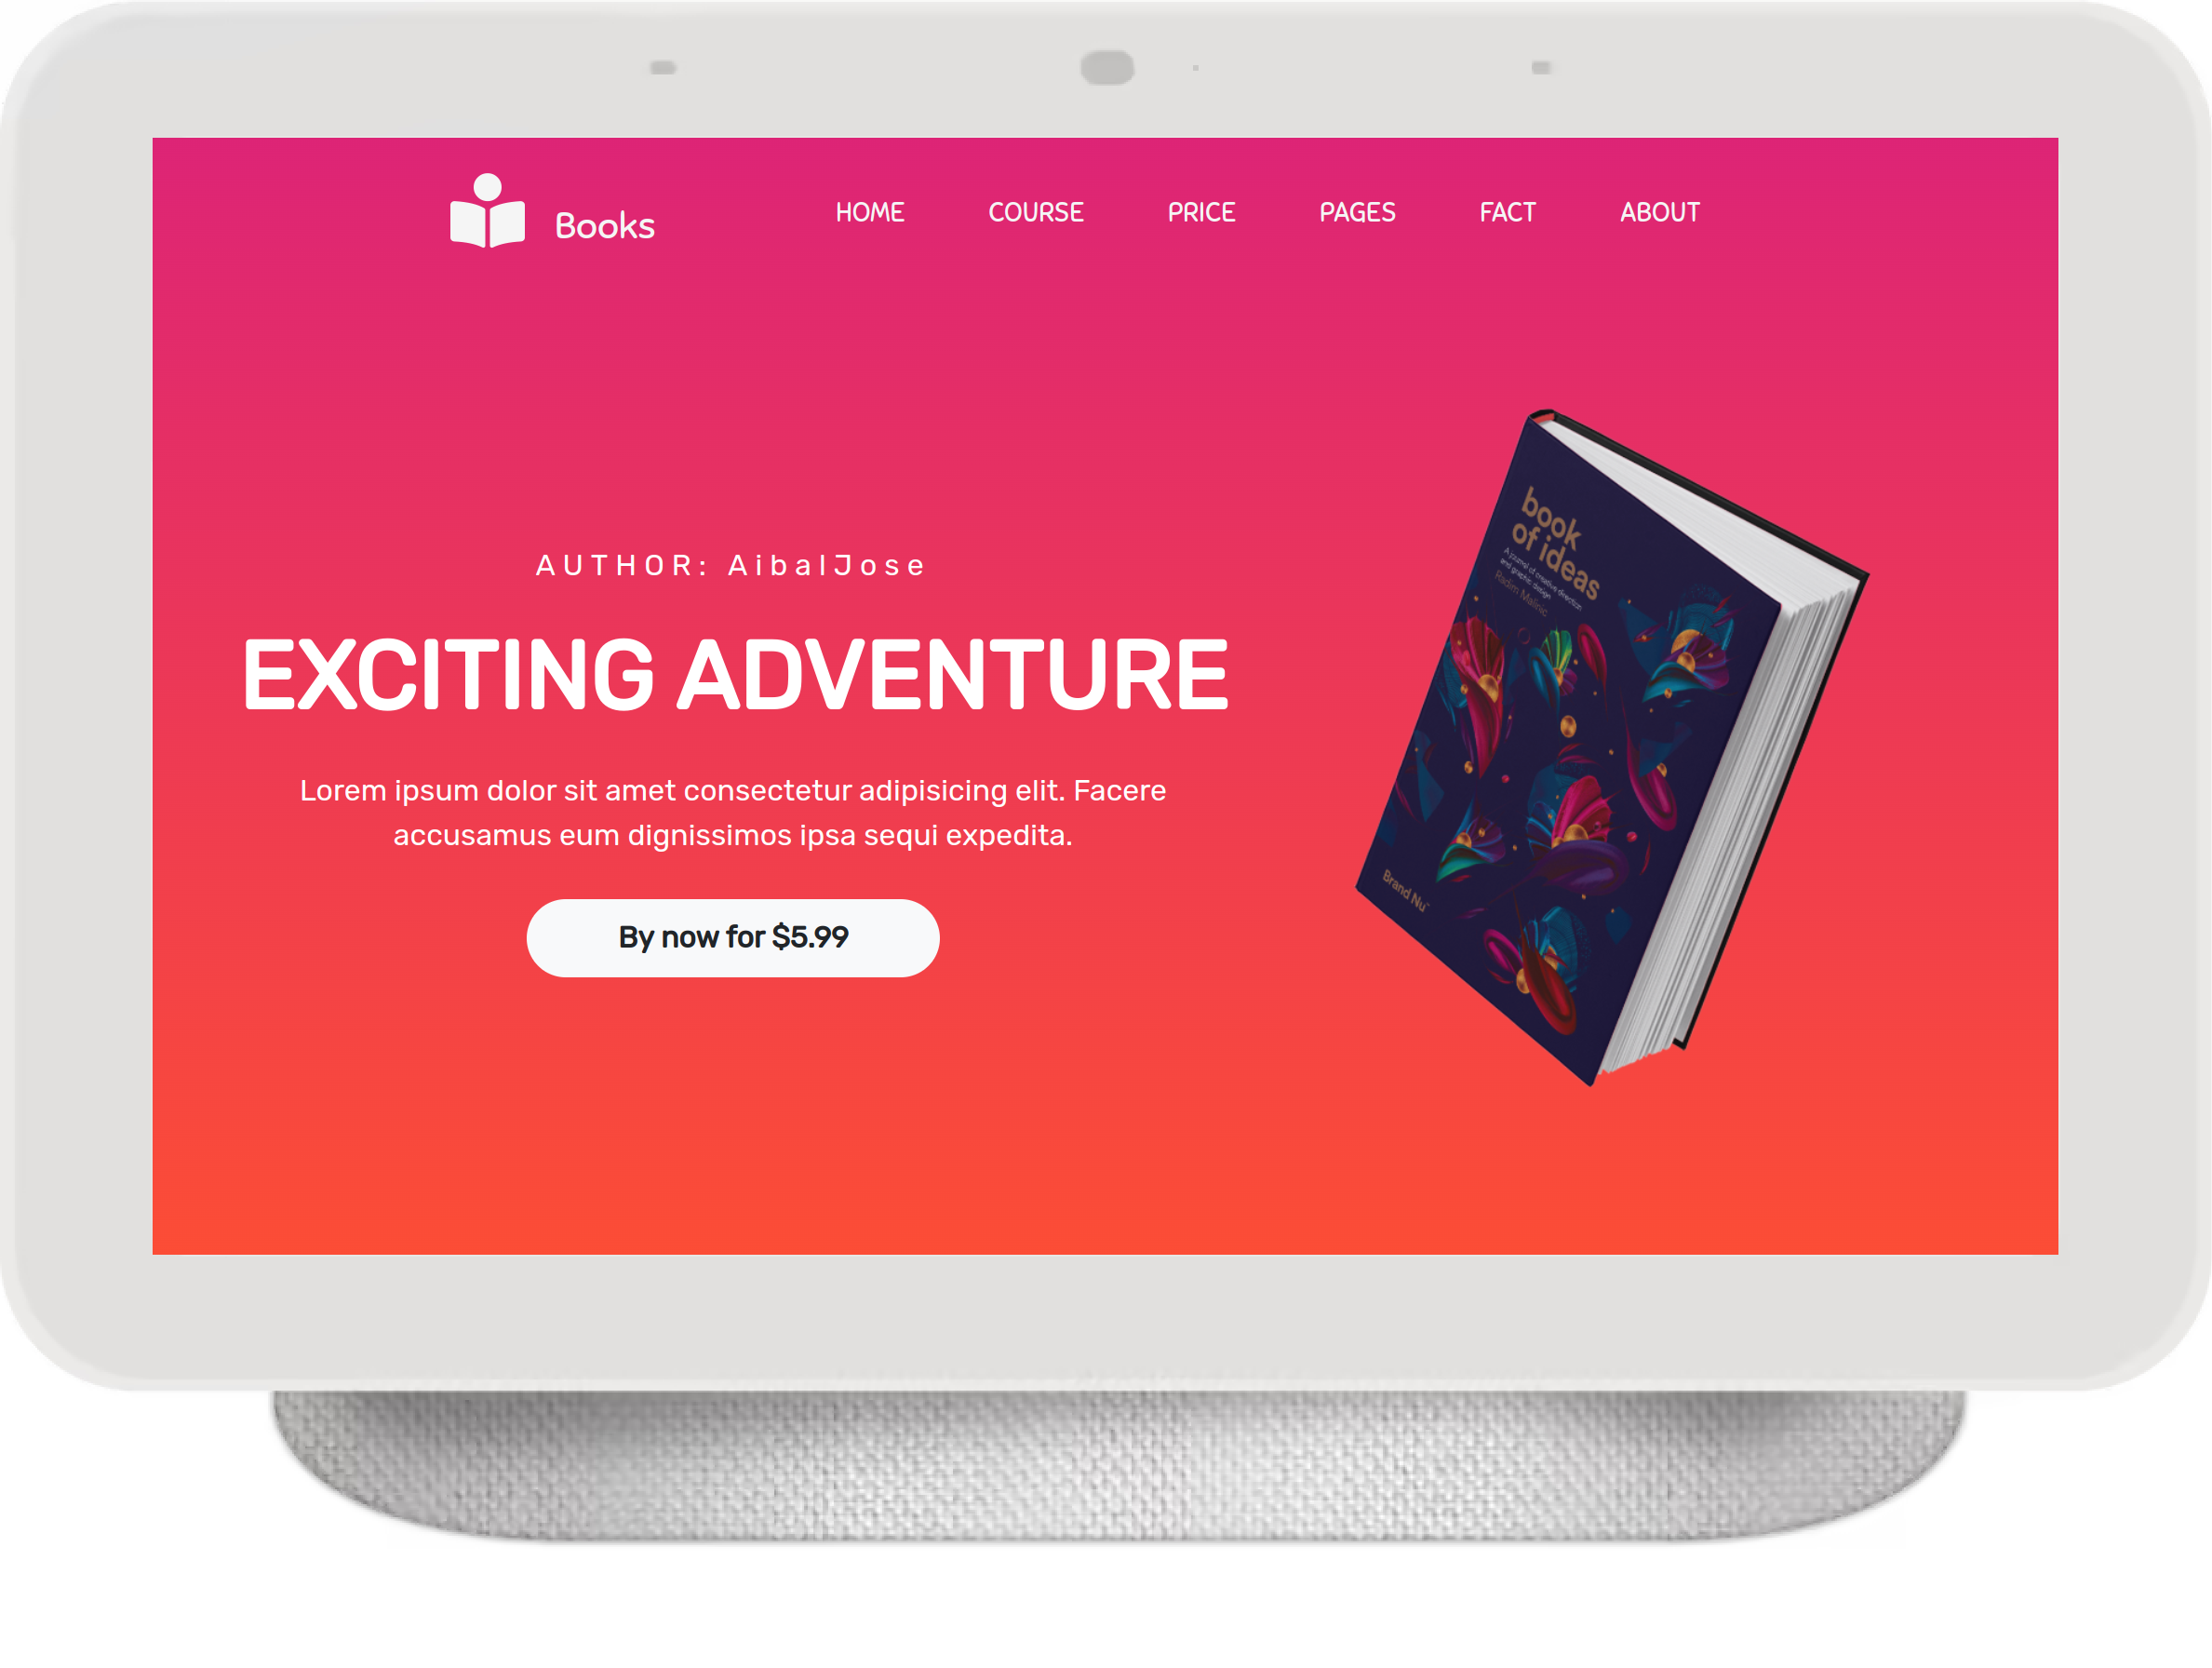 Books
HOME COURSE PRICE PAGES FACT ABOUT
AUTHOR: AibalJose
EXCITING ADVENTURE
Lorem ipsum dolor sit amet consectetur adipisicing elit. Facere
accusamus eum dignissimos ipsa sequi expedita.
By now for $5.99
book
of ideas
A journal of creative direction
and graphic design
Radim Malinic
Brand Nu™